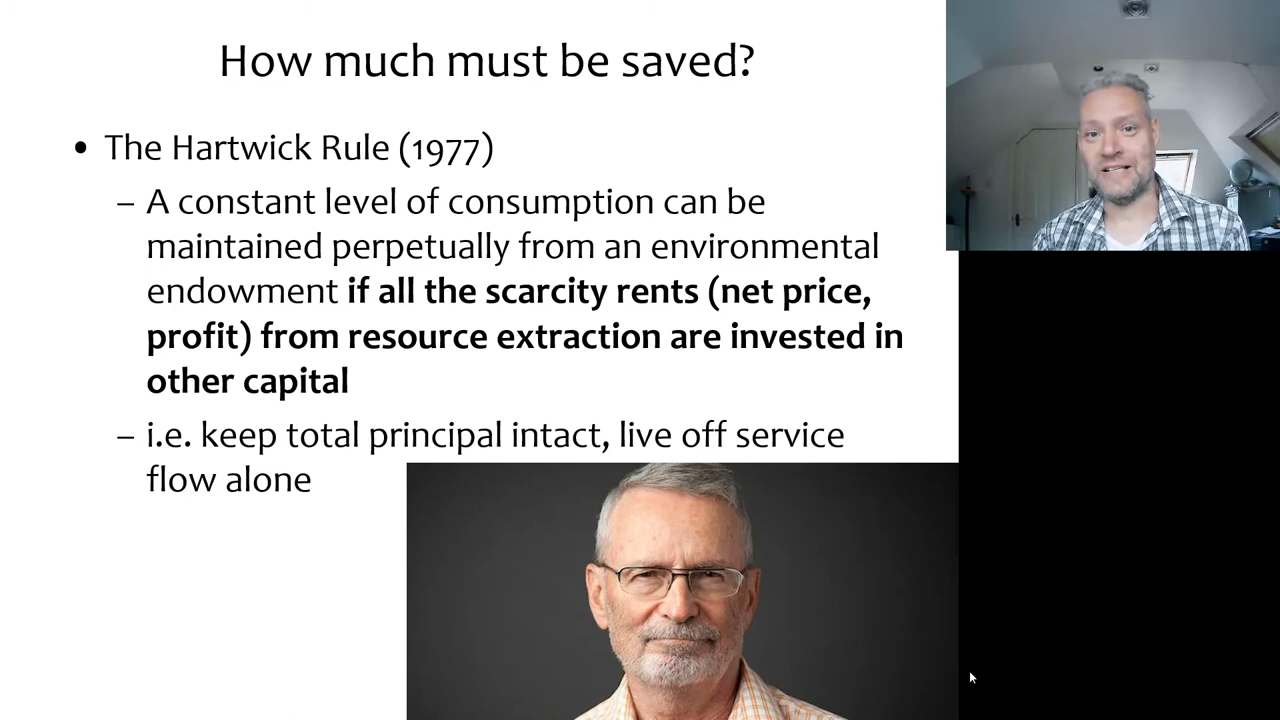 How much must be saved?
• The Hartwick Rule (1977)
– A constant level of consumption can be
maintained perpetually from an environmental
endowment if all the scarcity rents (net price,
profit) from resource extraction are invested in
other capital
– i.e. keep total principal intact, live off service
flow alone